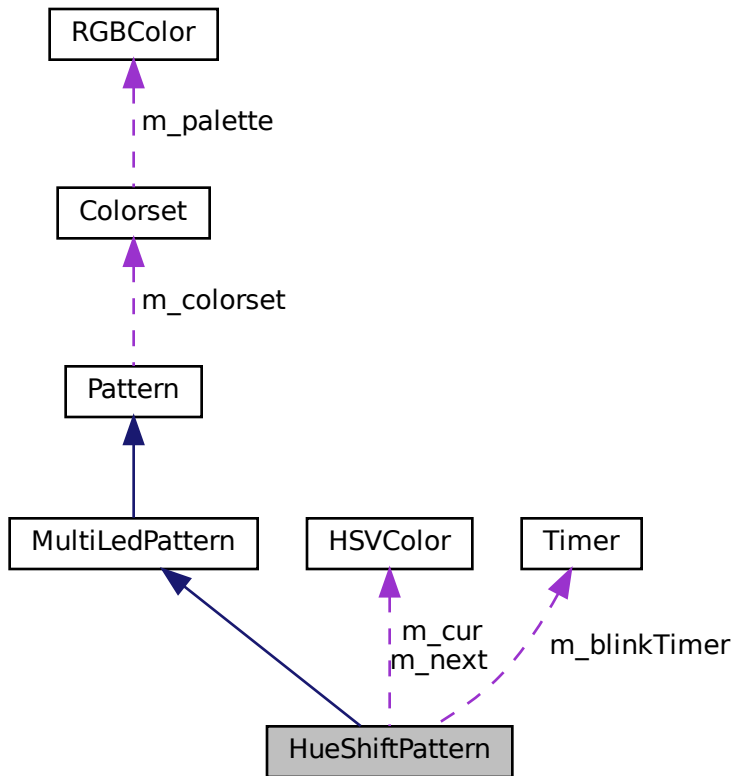 RGBColor
m_palette
Colorset
m_colorset
Pattern
MultiLedPattern
HSVColor
Timer
m_cur
m_next
m_blinkTimer
HueShiftPattern